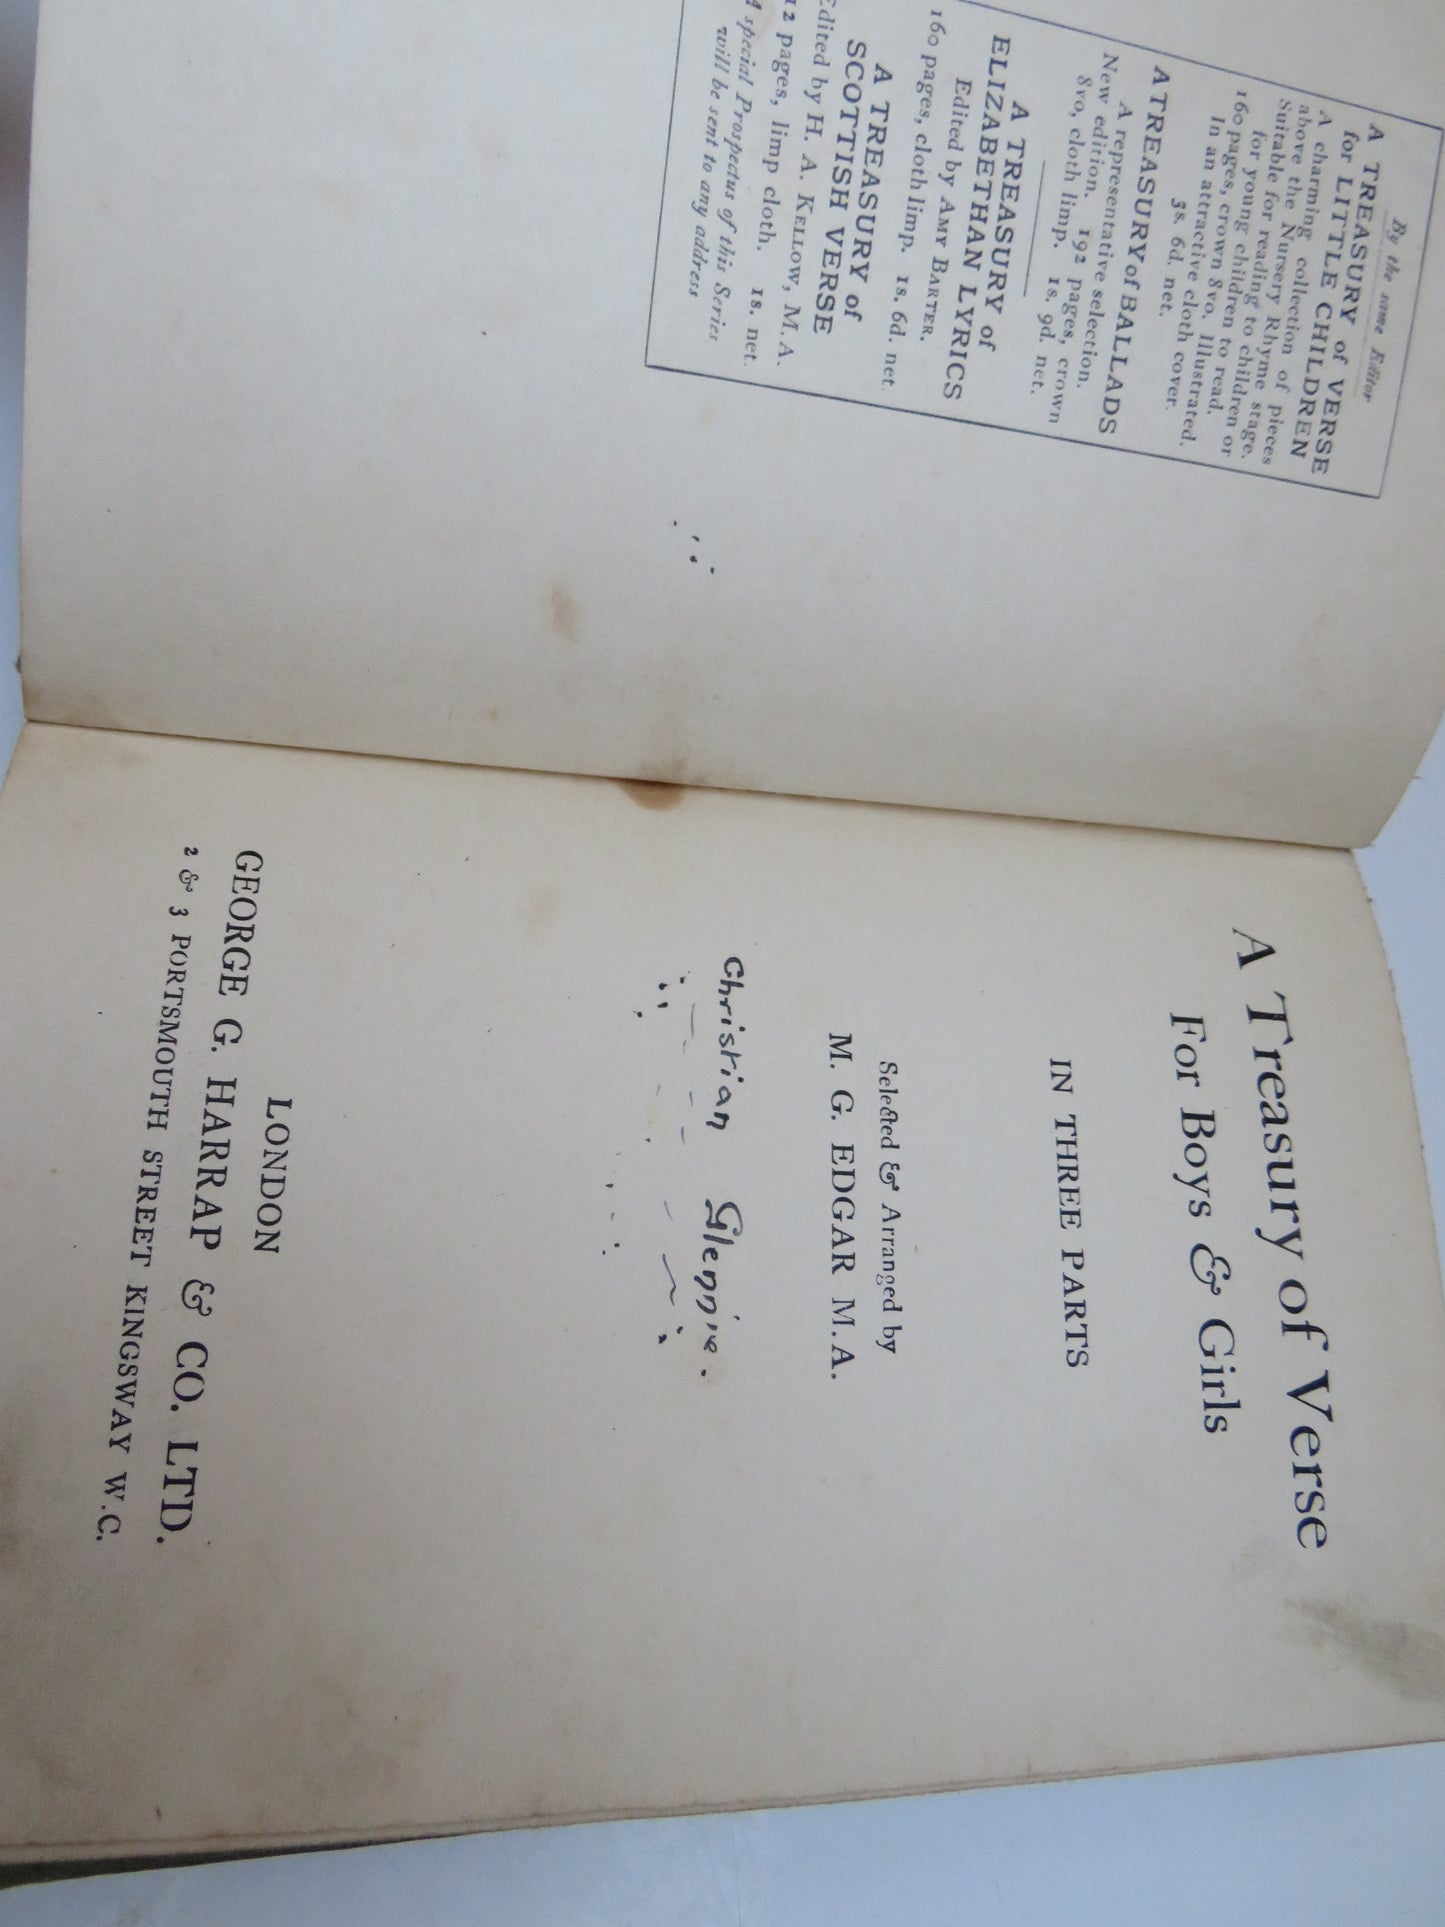 By the same Editor
A TREASURY of VERSE
for LITTLE CHILDREN
A charming collection of pieces
above the Nursery Rhyme stage.
Suitable for reading to children or
for young children to read.
160 pages, crown 8vo. Illustrated.
In an attractive cloth cover.
3s. 6d. net.
A TREASURY of BALLADS
A representative selection.
New edition. 192 pages, crown
8vo, cloth limp. 1s. 9d. net.
A TREASURY of
ELIZABETHAN LYRICS
Edited by AMY BARTER.
160 pages, cloth limp. 1s. 6d. net.
A TREASURY of
SCOTTISH VERSE
Edited by H. A. KELLOW, M.A.
12 pages, limp cloth. 1s. net.
A special Prospectus of this Series
will be sent to any address
A Treasury of Verse
For Boys & Girls
IN THREE PARTS
Selected & Arranged by
M. G. EDGAR M.A.
Christian Glennie.
LONDON
GEORGE G. HARRAP & CO. LTD.
2 & 3 PORTSMOUTH STREET KINGSWAY W.C.